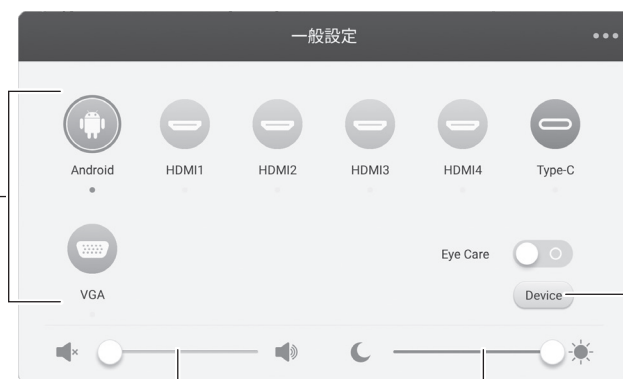 一般設定
Android HDMI1 HDMI2 HDMI3 HDMI4 Type-C
VGA
Eye Care
Device